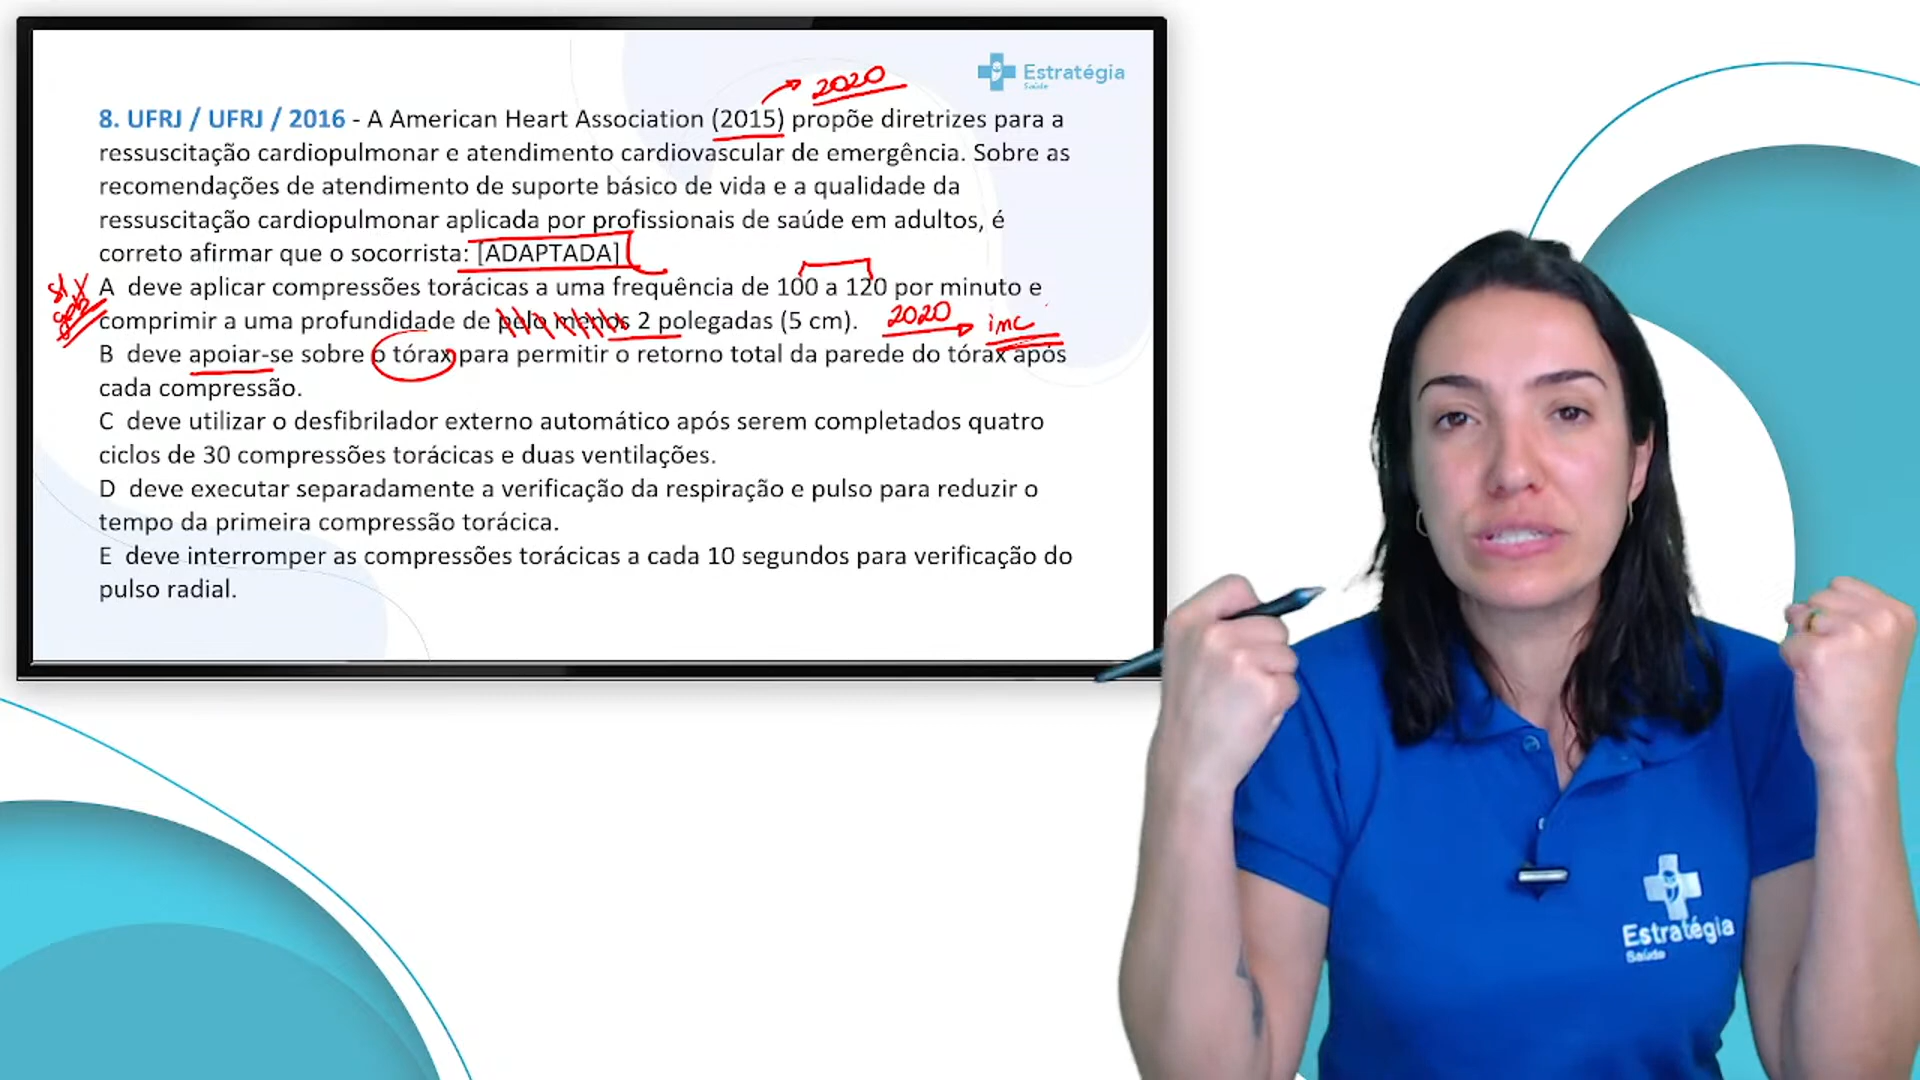 Estratégia
Saúde
2020
8. UFRJ / UFRJ / 2016 - A American Heart Association (2015) propõe diretrizes para a
ressuscitação cardiopulmonar e atendimento cardiovascular de emergência. Sobre as
recomendações de atendimento de suporte básico de vida e a qualidade da
ressuscitação cardiopulmonar aplicada por profissionais de saúde em adultos, é
correto afirmar que o socorrista: [ADAPTADA]
A deve aplicar compressões torácicas a uma frequência de 100 a 120 por minuto e
comprimir a uma profundidade de pelo menos 2 polegadas (5 cm). 2020 imc
B deve apoiar-se sobre o tórax para permitir o retorno total da parede do tórax após
cada compressão.
C deve utilizar o desfibrilador externo automático após serem completados quatro
ciclos de 30 compressões torácicas e duas ventilações.
D deve executar separadamente a verificação da respiração e pulso para reduzir o
tempo da primeira compressão torácica.
E deve interromper as compressões torácicas a cada 10 segundos para verificação do
pulso radial.
Estratégia
Saúde